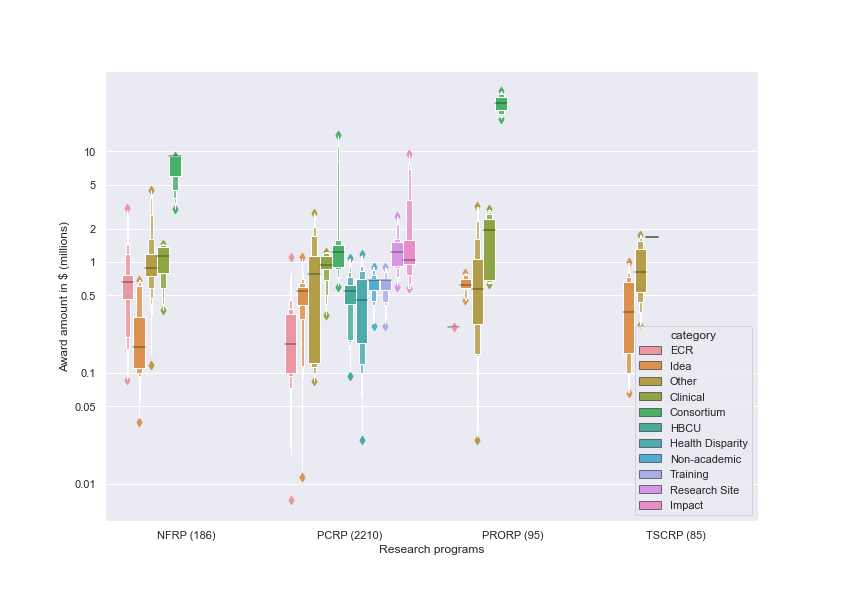 10
5
2
1
0.5
0.1
0.05
0.01
Award amount in $ (millions)
category
ECR
Idea
Other
Clinical
Consortium
HBCU
Health Disparity
Non-academic
Training
Research Site
Impact
NFRP (186)
PCRP (2210)
PRORP (95)
TSCRP (85)
Research programs